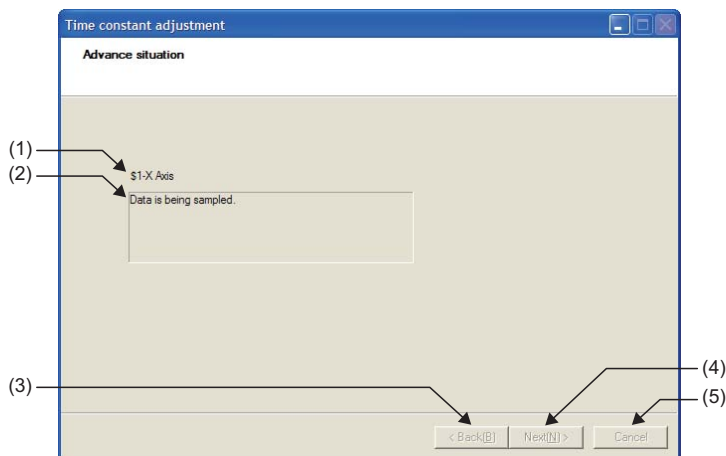 Time constant adjustment
Advance situation
(1)
$1-X Axis
(2)
Data is being sampled.
(3)
(4)
(5)
< Back(B)
Next(N) >
Cancel